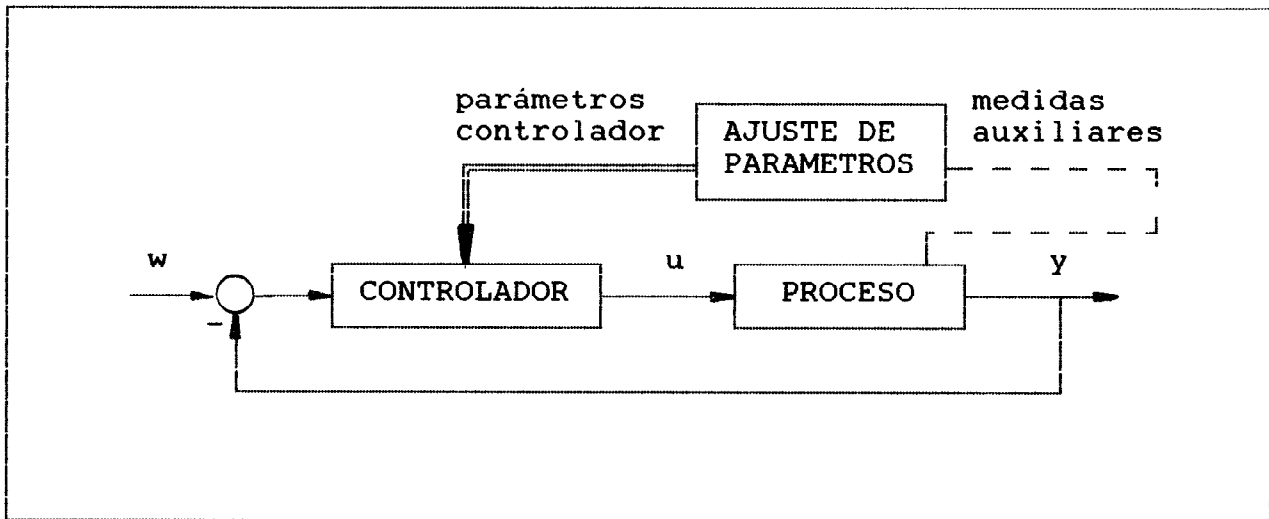 parámetros
controlador
AJUSTE DE
PARAMETROS
medidas
auxiliares
w
CONTROLADOR
u
PROCESO
y
-